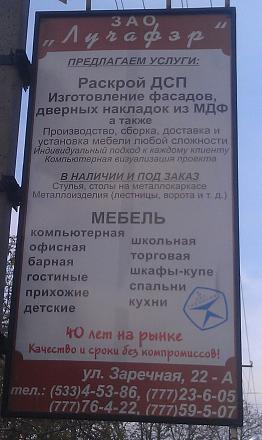 ЗАО
„Лучафэр"
ПРЕДЛАГАЕМ УСЛУГИ:
Раскрой ДСП
Изготовление фасадов,
дверных накладок из МДФ
а также
Производство, сборка, доставка и
установка мебели любой сложности
Индивидуальный подход к каждому клиенту
Компьютерная визуализация проекта
В НАЛИЧИИ И ПОД ЗАКАЗ
Стулья, столы на металлокаркасе
Металлоизделия (лестницы, ворота и т. д.)
МЕБЕЛЬ
компьютерная
офисная
барная
гостиные
прихожие
детские
школьная
торговая
шкафы-купе
спальни
кухни
40 лет на рынке
Качество и сроки без компромиссов!
ул. Заречная, 22 - А
тел.: (533)4-53-86, (777)23-6-05
(777)76-4-22, (777)59-5-07